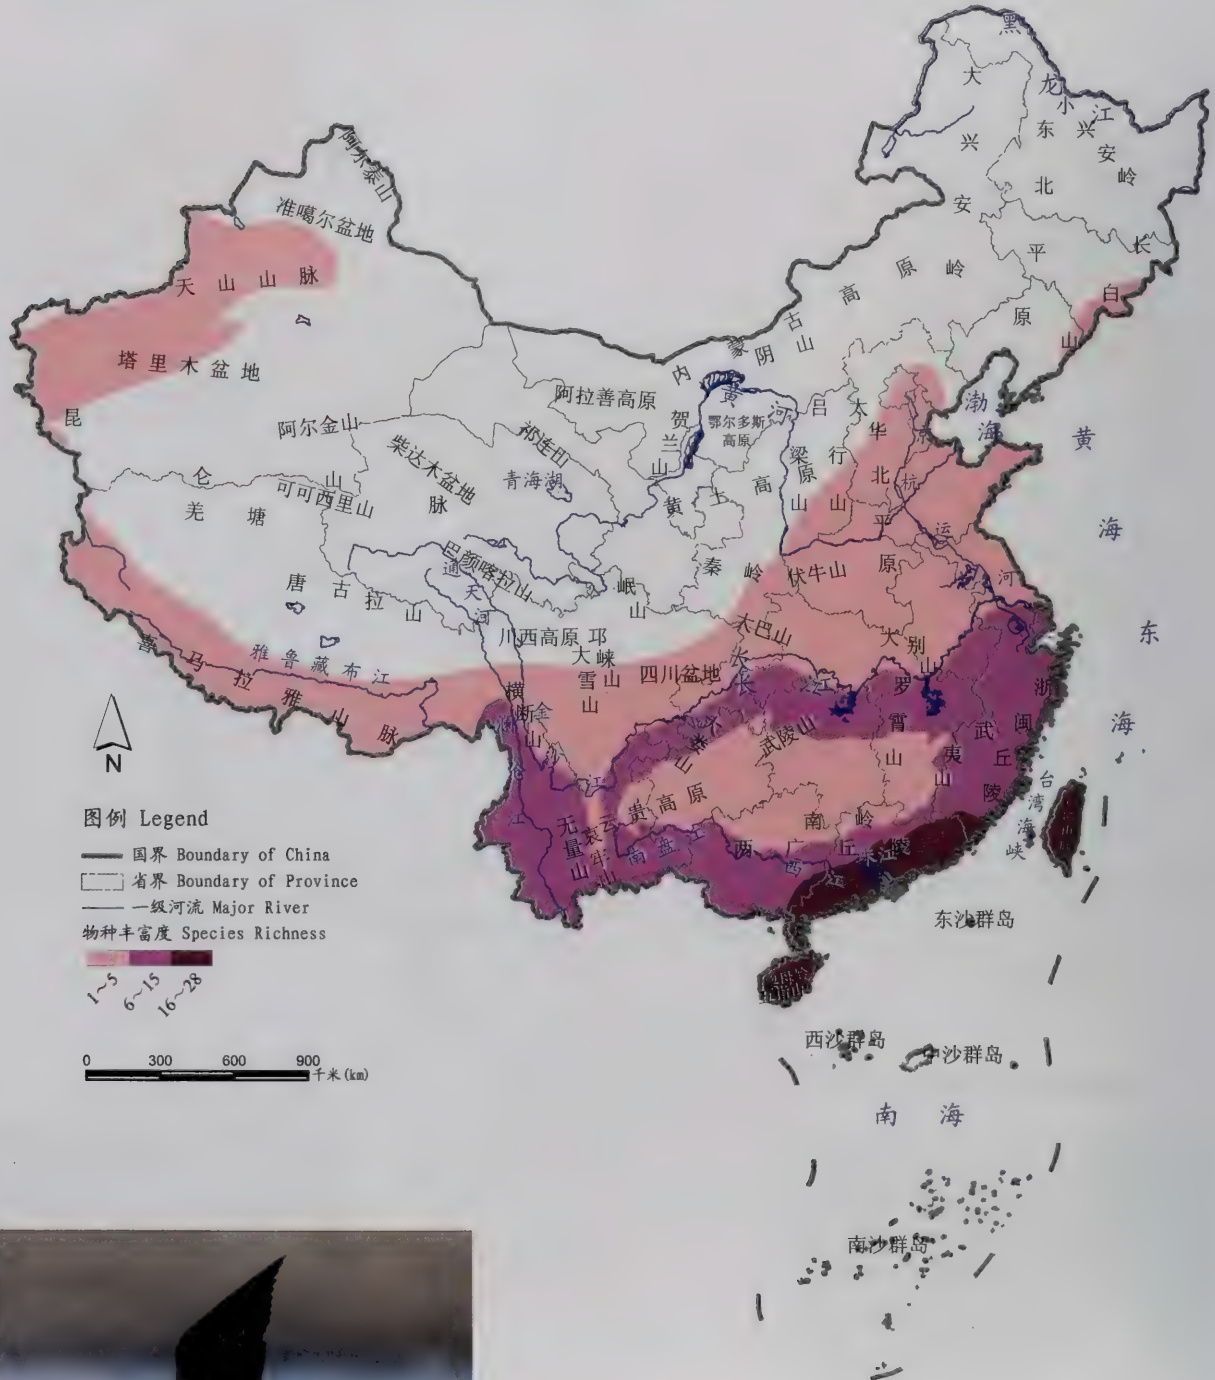 黑龙江
大兴安岭
小兴安岭
东北平原
长白山
阿尔泰山
准噶尔盆地
天山山脉
塔里木盆地
昆仑山脉
阿尔金山
祁连山
柴达木盆地
青海湖
可可西里山
羌塘
唐古拉山
巴颜喀拉山
通天河
内蒙古高原
阴山
阿拉善高原
贺兰山
鄂尔多斯
高原
黄河
吕梁山
太行山
华北平原
京杭运河
渤海
黄海
黄土高原
秦岭
伏牛山
岷山
大巴山
大别山
川西高原
邛崃山
大雪山
四川盆地
长江
喜马拉雅山脉
雅鲁藏布江
横断山
金江
武陵山
罗霄山
武夷山
浙闽丘陵
东海
台湾海峡
无量山
哀牢山
云贵高原
南盘江
南岭
两广丘陵
西江
珠江
东沙群岛
西沙群岛
中沙群岛
南海
南沙群岛
N
图例 Legend
国界 Boundary of China
省界 Boundary of Province
一级河流 Major River
物种丰富度 Species Richness
1~5
6~15
16~28
0 300 600 900
千米(km)